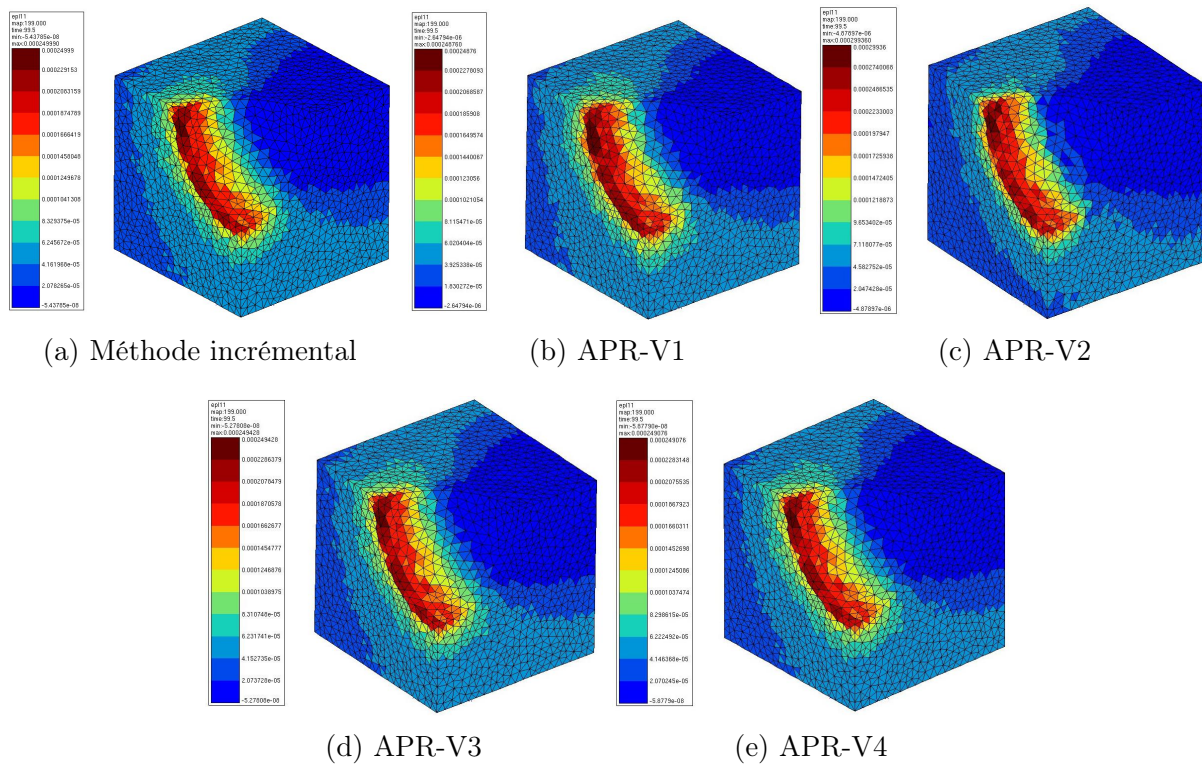 epl11
map:199.000
time:99.5
min:-5.43785e-08
max:0.000249990
0.00024999
0.000229153
0.0002083159
0.0001874789
0.0001666419
0.0001458048
0.0001249678
0.0001041308
8.329375e-05
6.245672e-05
4.161968e-05
2.078265e-05
-5.43785e-08
(a) Méthode incrémental
epl11
map:199.000
time:99.5
min:-2.64794e-06
max:0.000248760
0.00024876
0.0002278093
0.0002068587
0.000185908
0.0001649574
0.0001440067
0.000123056
0.0001021054
8.115471e-05
6.020404e-05
3.925338e-05
1.830272e-05
-2.64794e-06
(b) APR-V1
epl11
map:199.000
time:99.5
min:-4.87897e-06
max:0.000299360
0.00029936
0.0002740068
0.0002486535
0.0002233003
0.000197947
0.0001725938
0.0001472405
0.0001218873
9.653402e-05
7.118077e-05
4.582752e-05
2.047428e-05
-4.87897e-06
(c) APR-V2
epl11
map:199.000
time:99.5
min:-5.27808e-08
max:0.000249428
0.000249428
0.0002286379
0.0002078479
0.0001870578
0.0001662677
0.0001454777
0.0001246876
0.0001038975
8.310748e-05
6.231741e-05
4.152735e-05
2.073728e-05
-5.27808e-08
(d) APR-V3
epl11
map:199.000
time:99.5
min:-5.87790e-08
max:0.000249076
0.000249076
0.0002283148
0.0002075535
0.0001867923
0.0001660311
0.0001452698
0.0001245086
0.0001037474
8.298615e-05
6.222492e-05
4.146368e-05
2.070245e-05
-5.8779e-08
(e) APR-V4